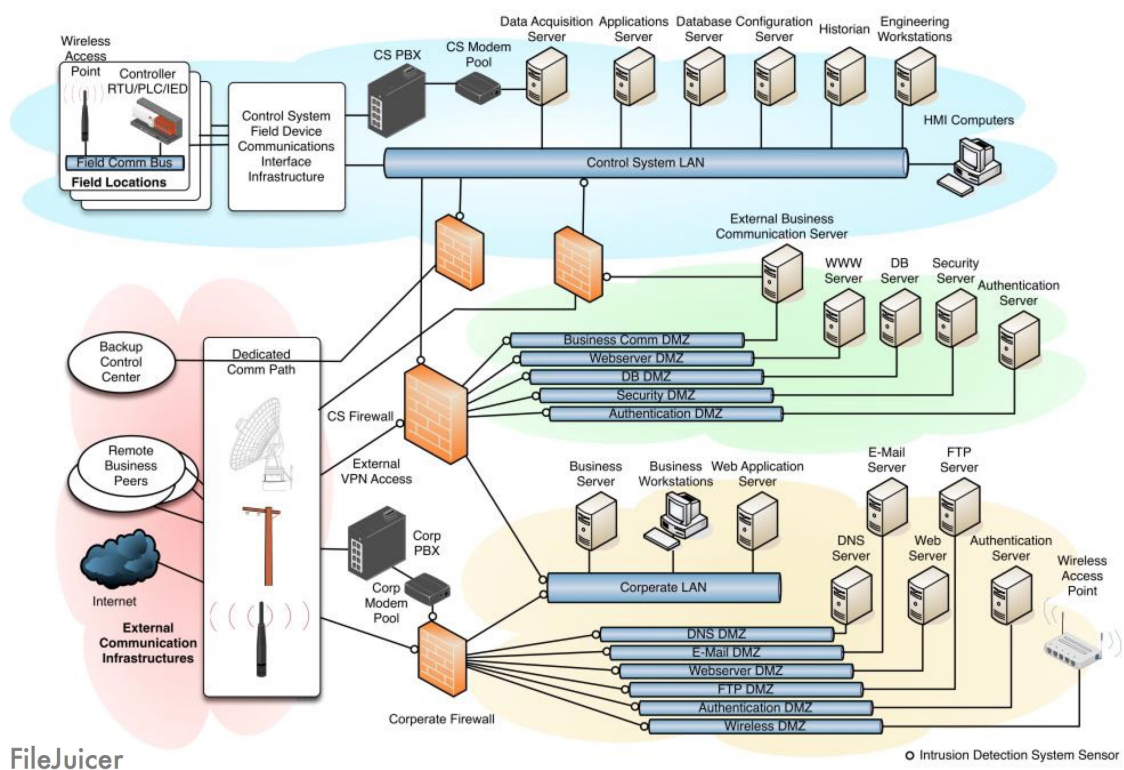 Wireless
Access
Point
Controller
RTU/PLC/IED
Field Comm Bus
Field Locations
Control System
Field Device
Communications
Interface
Infrastructure
CS PBX
CS Modem
Pool
Data Acquisition
Server
Applications
Server
Database
Server
Configuration
Server
Historian
Engineering
Workstations
HMI Computers
Control System LAN
External Business
Communication Server
WWW
Server
DB
Server
Security
Server
Authentication
Server
Business Comm DMZ
Webserver DMZ
DB DMZ
Security DMZ
Authentication DMZ
Backup
Control
Center
Dedicated
Comm Path
CS Firewall
External
VPN Access
Remote
Business
Peers
Internet
External
Communication
Infrastructures
Corp
PBX
Corp
Modem
Pool
Corporate Firewall
Business
Server
Business
Workstations
Web Application
Server
E-Mail
Server
FTP
Server
DNS
Server
Web
Server
Authentication
Server
Wireless
Access
Point
Corporate LAN
DNS DMZ
E-Mail DMZ
Webserver DMZ
FTP DMZ
Authentication DMZ
Wireless DMZ
Intrusion Detection System Sensor
FileJuicer